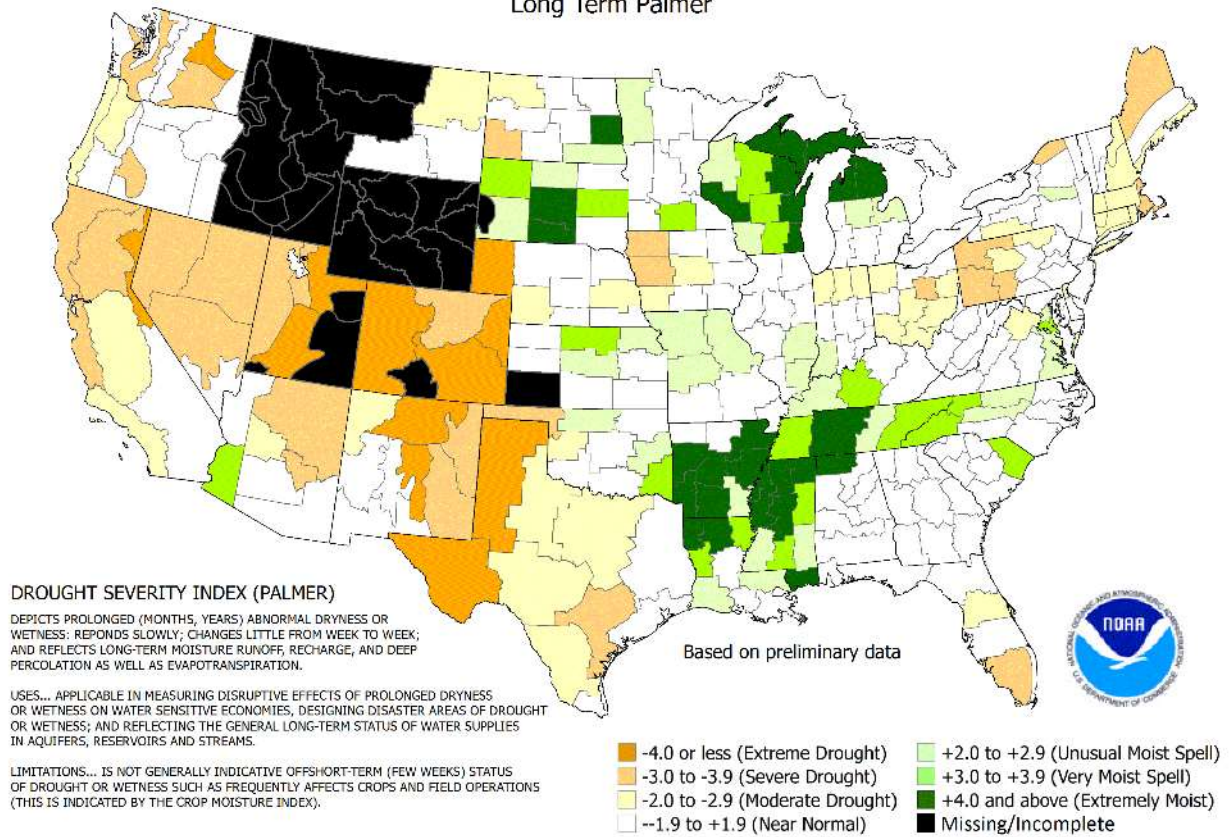 Long Term Palmer
DROUGHT SEVERITY INDEX (PALMER)
DEPICTS PROLONGED (MONTHS, YEARS) ABNORMAL DRYNESS OR
WETNESS: REPONDS SLOWLY; CHANGES LITTLE FROM WEEK TO WEEK;
AND REFLECTS LONG-TERM MOISTURE RUNOFF, RECHARGE, AND DEEP
PERCOLATION AS WELL AS EVAPOTRANSPIRATION.
USES... APPLICABLE IN MEASURING DISRUPTIVE EFFECTS OF PROLONGED DRYNESS
OR WETNESS ON WATER SENSITIVE ECONOMIES, DESIGNING DISASTER AREAS OF DROUGHT
OR WETNESS; AND REFLECTING THE GENERAL LONG-TERM STATUS OF WATER SUPPLIES
IN AQUIFERS, RESERVOIRS AND STREAMS.
LIMITATIONS... IS NOT GENERALLY INDICATIVE OFFSHORT-TERM (FEW WEEKS) STATUS
OF DROUGHT OR WETNESS SUCH AS FREQUENTLY AFFECTS CROPS AND FIELD OPERATIONS
(THIS IS INDICATED BY THE CROP MOISTURE INDEX).
Based on preliminary data
NATIONAL OCEANIC AND ATMOSPHERIC ADMINISTRATION
NOAA
U.S. DEPARTMENT OF COMMERCE
-4.0 or less (Extreme Drought)
-3.0 to -3.9 (Severe Drought)
-2.0 to -2.9 (Moderate Drought)
--1.9 to +1.9 (Near Normal)
+2.0 to +2.9 (Unusual Moist Spell)
+3.0 to +3.9 (Very Moist Spell)
+4.0 and above (Extremely Moist)
Missing/Incomplete